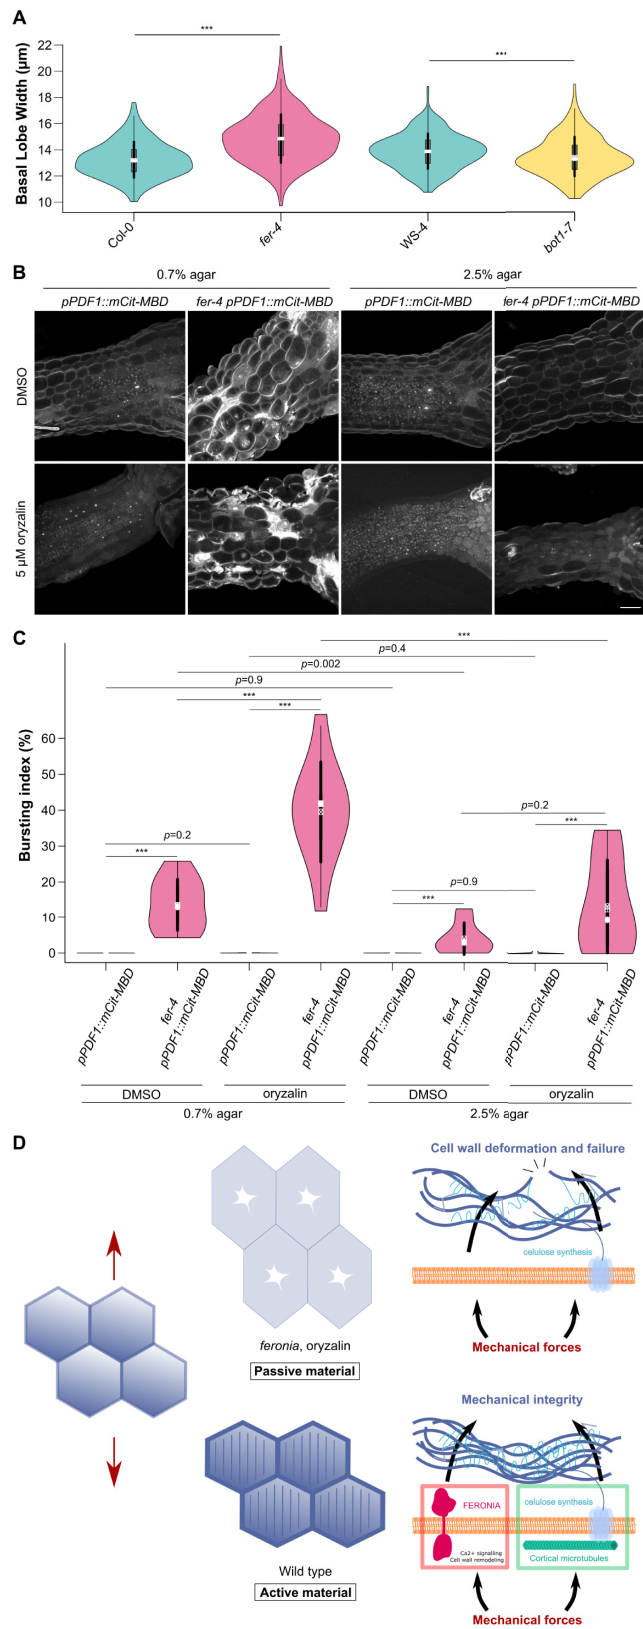 A
Basal Lobe Width (μm)
22
20
18
16
14
12
10
***
***
Col-0
fer-4
WS-4
bot1-7
B
0.7% agar
2.5% agar
pPDF1::mCit-MBD
fer-4 pPDF1::mCit-MBD
pPDF1::mCit-MBD
fer-4 pPDF1::mCit-MBD
DMSO
5 μM oryzalin
C
Bursting index (%)
60
50
40
30
20
10
0
***
p=0.4
p=0.002
p=0.9
***
***
p=0.2
***
p=0.2
***
p=0.9
***
pPDF1::mCit-MBD
fer-4
pPDF1::mCit-MBD
pPDF1::mCit-MBD
fer-4
pPDF1::mCit-MBD
pPDF1::mCit-MBD
fer-4
pPDF1::mCit-MBD
pPDF1::mCit-MBD
fer-4
pPDF1::mCit-MBD
DMSO
oryzalin
DMSO
oryzalin
0.7% agar
2.5% agar
D
feronia, oryzalin
Passive material
Cell wall deformation and failure
celulose synthesis
Mechanical forces
Wild type
Active material
Mechanical integrity
FERONIA
celulose synthesis
Ca2+ signalling
Cell wall remodeling
Cortical microtubules
Mechanical forces